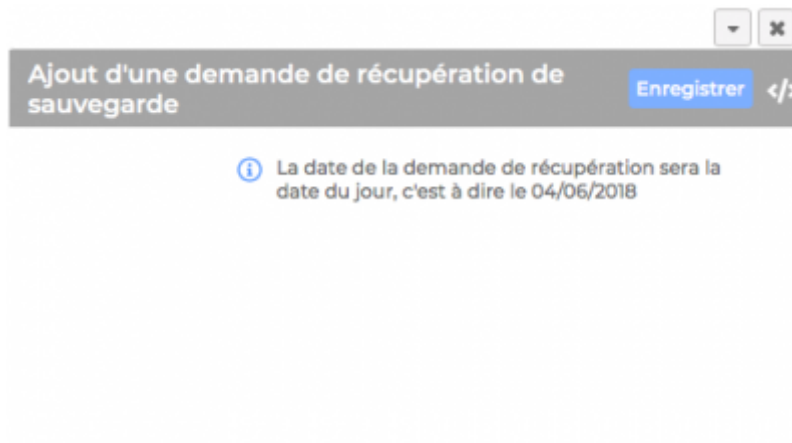 Ajout d'une demande de récupération de
sauvegarde
Enregistrer
</>
La date de la demande de récupération sera la
date du jour, c'est à dire le 04/06/2018